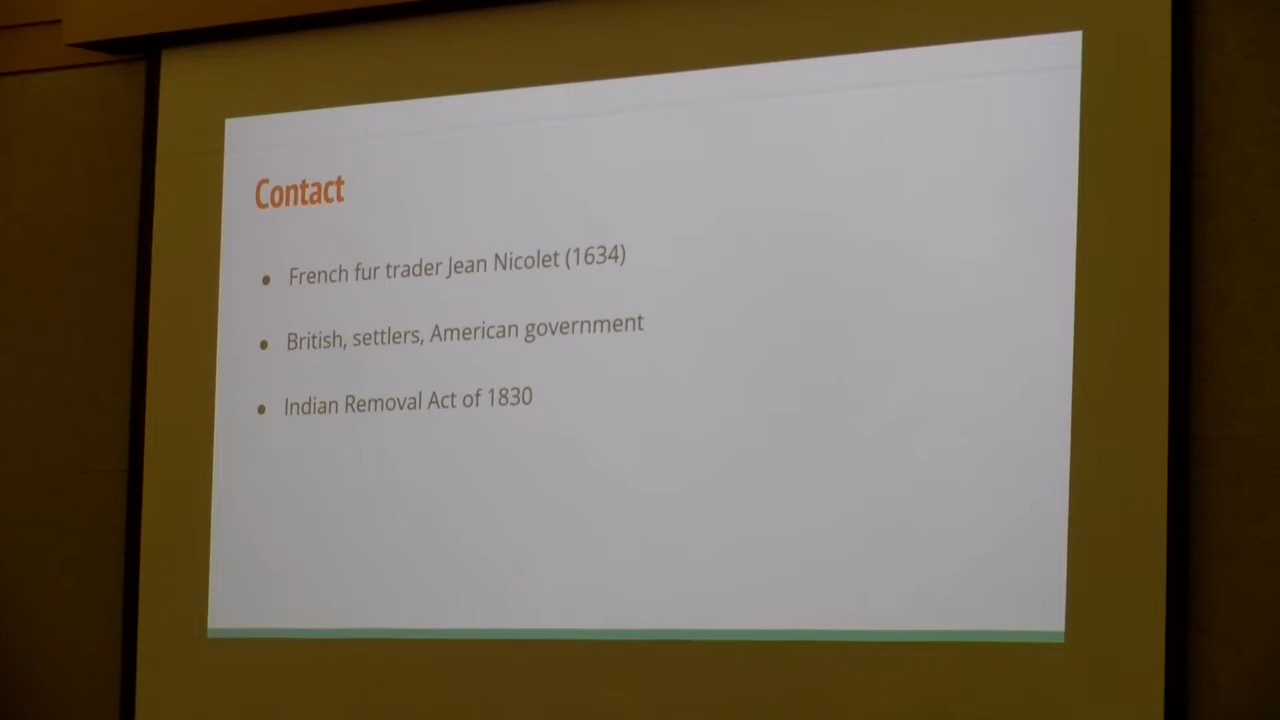 Contact
● French fur trader Jean Nicolet (1634)
● British, settlers, American government
● Indian Removal Act of 1830